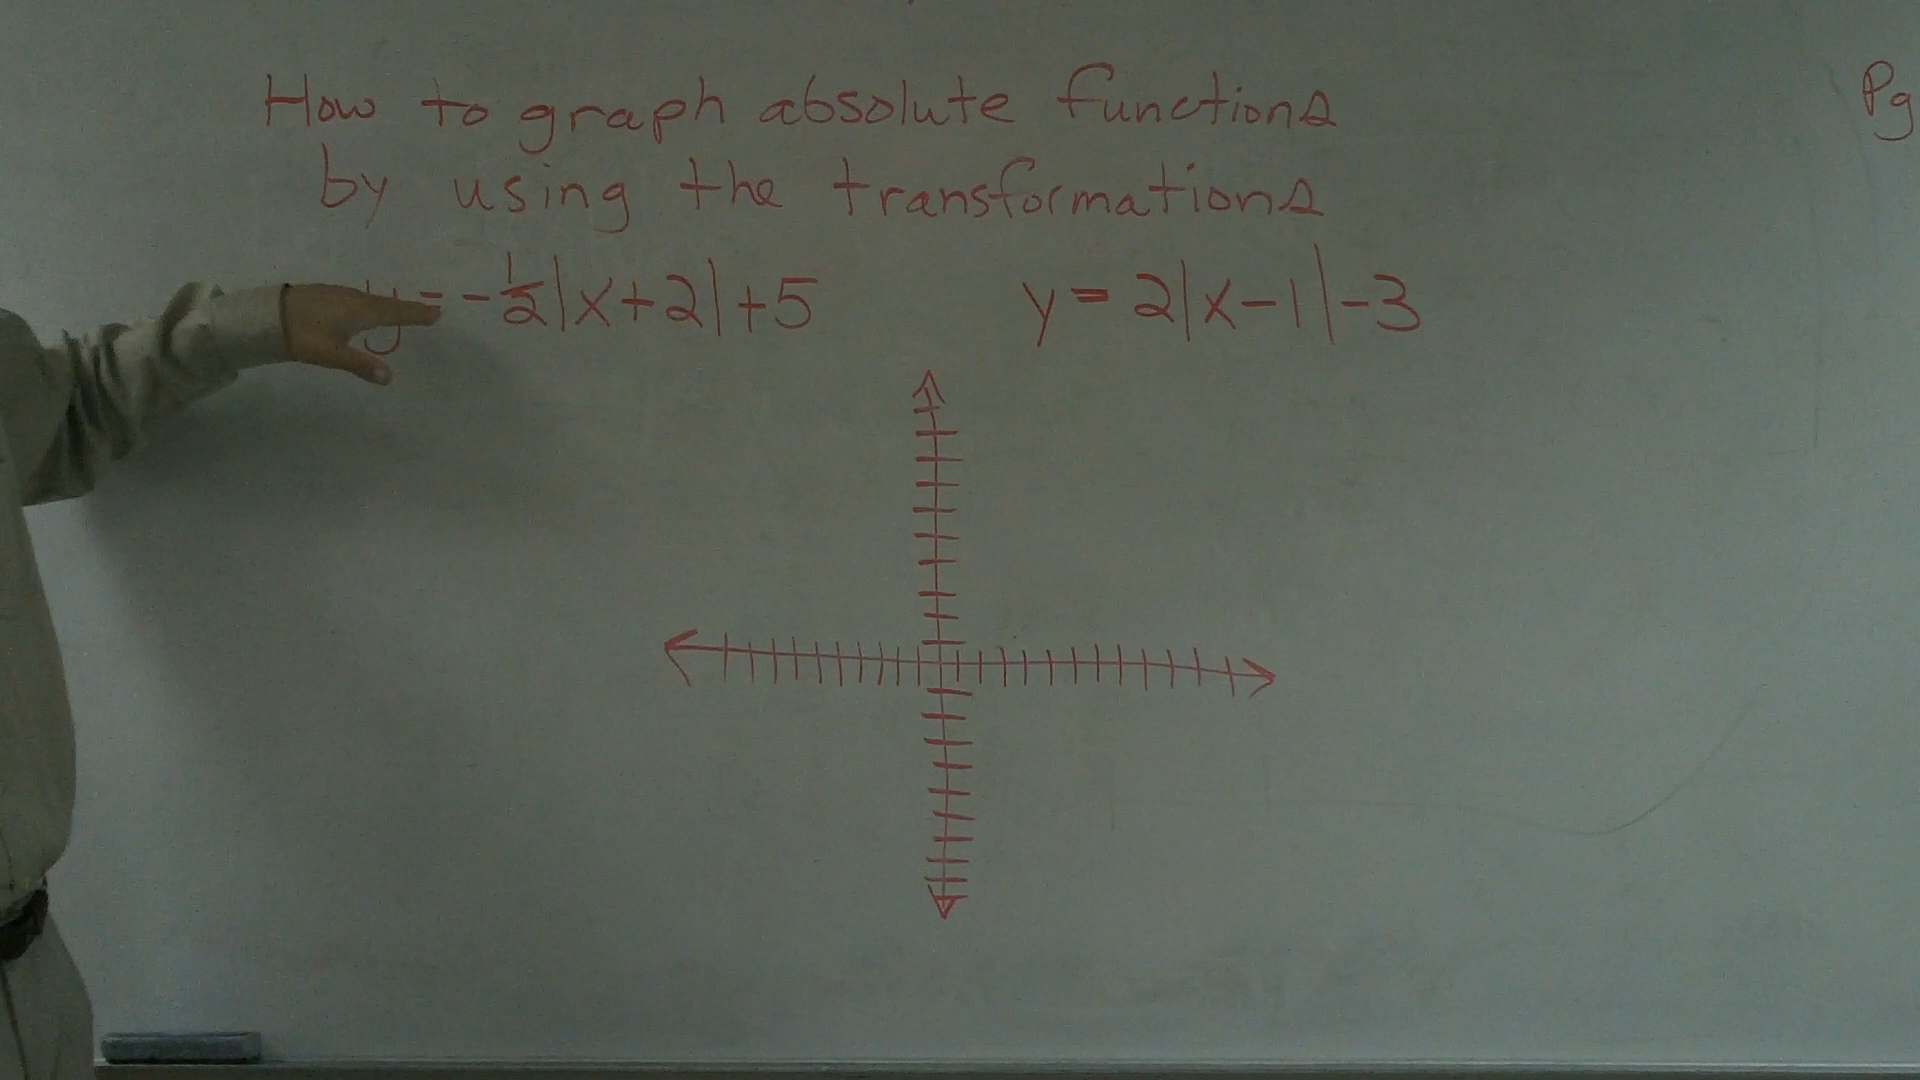 How to graph absolute functions
Pg
by using the transformations
y = -1/2|x+2|+5
y = 2|x-1|-3